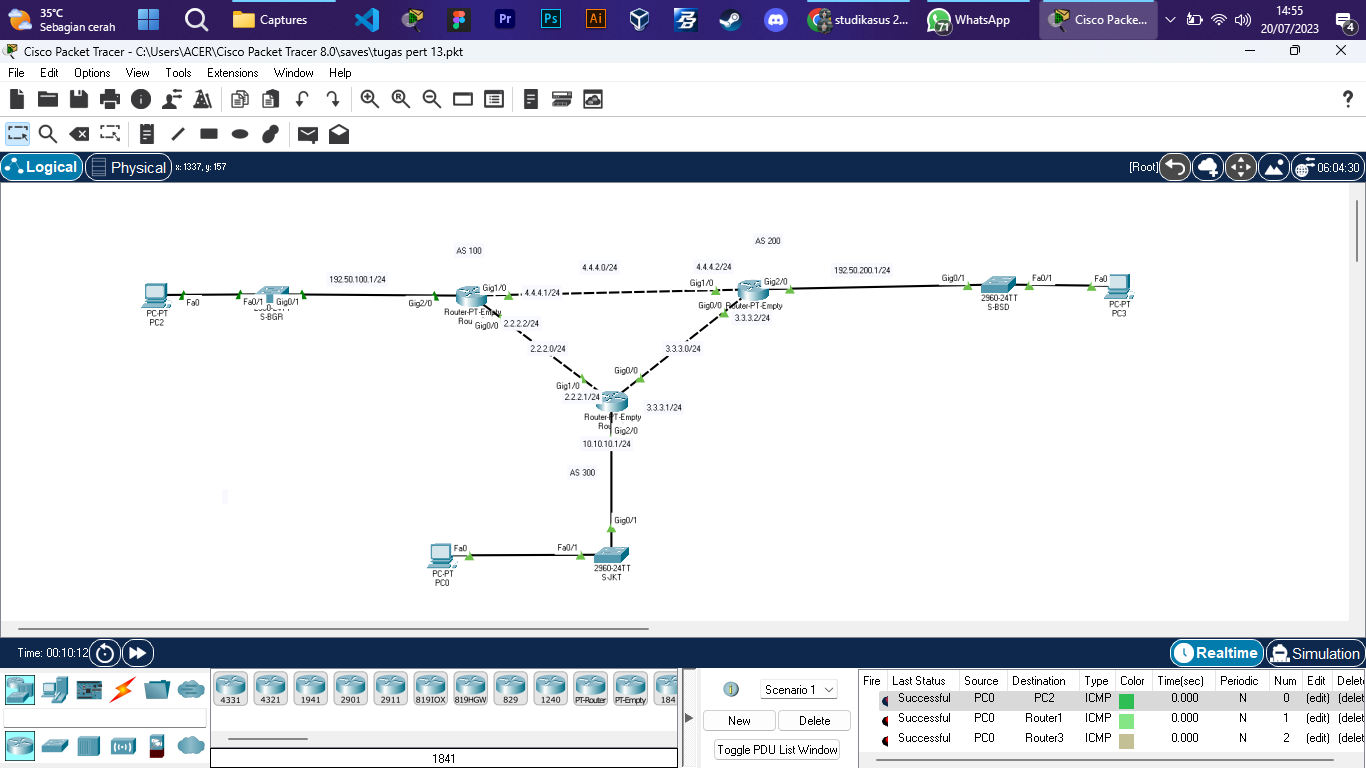 35°C
Sebagian cerah
Captures
studikasus 2...
WhatsApp
71
Cisco Packe...
14:55
20/07/2023
4
Cisco Packet Tracer - C:\Users\ACER\Cisco Packet Tracer 8.0\saves\tugas pert 13.pkt
File Edit Options View Tools Extensions Window Help
Logical Physical x: 1337, y: 157 [Root] 06:04:30
AS 200
AS 100
4.4.4.0/24 4.4.4.2/24
192.50.100.1/24 192.50.200.1/24
Gig1/0 Gig1/0 Gig2/0 Gig0/1 Fa0/1 Fa0
4.4.4.1/24
Fa0 Fa0/1 Gig0/1 Gig2/0 Gig0/0
PC-PT
PC2
S-BGR
Router-PT-Empty
Rou
Gig0/0
2.2.2.2/24
Router-PT-Empty
3.3.3.2/24
2960-24TT
S-BSD
PC-PT
PC3
2.2.2.0/24 3.3.3.0/24
Gig0/0
Gig1/0
2.2.2.1/24 3.3.3.1/24
Router-PT-Empty
Rou
Gig2/0
10.10.10.1/24
AS 300
Gig0/1
Fa0 Fa0/1
PC-PT
PC0
2960-24TT
S-JKT
Time: 00:10:12 Realtime Simulation
4331 4321 1941 2901 2911 819IOX 819HGW 829 1240 PT-Router PT-Empty 184
1841
Scenario 1
New Delete
Toggle PDU List Window
Fire Last Status Source Destination Type Color Time(sec) Periodic Num Edit Delet
Successful PC0 PC2 ICMP 0.000 N 0 (edit) (delet
Successful PC0 Router1 ICMP 0.000 N 1 (edit) (delet
Successful PC0 Router3 ICMP 0.000 N 2 (edit) (delet